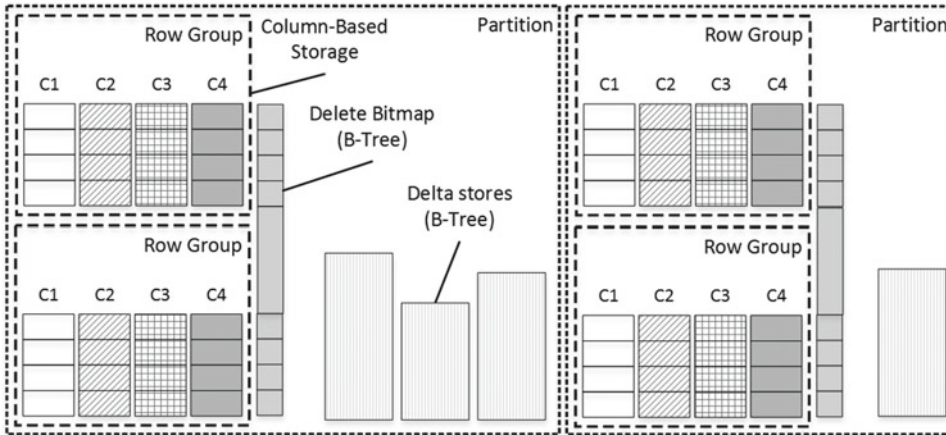 Row Group
Column-Based
Storage
Partition
C1 C2 C3 C4
Delete Bitmap
(B-Tree)
Delta stores
(B-Tree)
Row Group
C1 C2 C3 C4
Row Group
Partition
C1 C2 C3 C4
Row Group
C1 C2 C3 C4